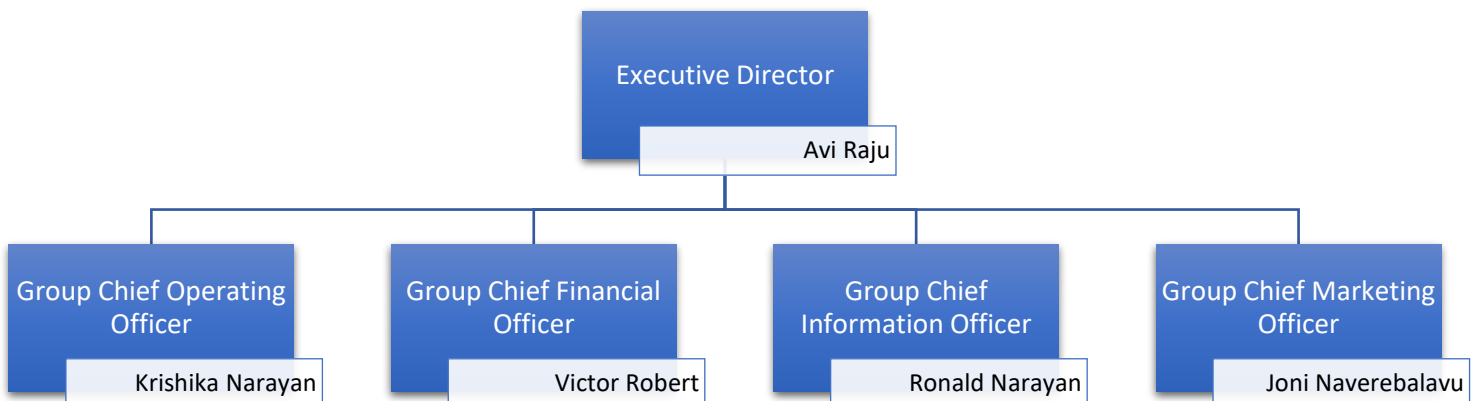 Executive Director
Avi Raju
Group Chief Operating
Officer
Krishika Narayan
Group Chief Financial
Officer
Victor Robert
Group Chief
Information Officer
Ronald Narayan
Group Chief Marketing
Officer
Joni Naverebalavu